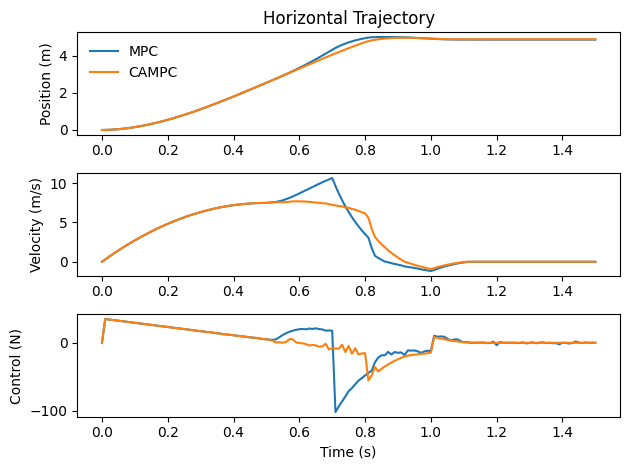 Horizontal Trajectory
Position (m)
4
2
0
MPC
CAMPC
0.0 0.2 0.4 0.6 0.8 1.0 1.2 1.4
Velocity (m/s)
10
5
0
0.0 0.2 0.4 0.6 0.8 1.0 1.2 1.4
Control (N)
0
−100
0.0 0.2 0.4 0.6 0.8 1.0 1.2 1.4
Time (s)